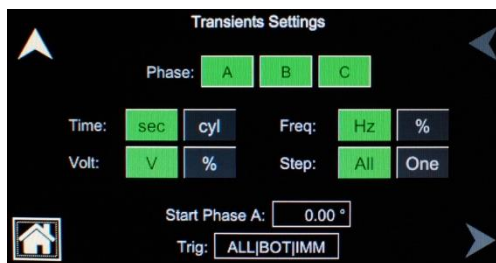 Transients Settings
Phase: A B C
Time: sec cyl Freq: Hz %
Volt: V % Step: All One
Start Phase A: 0.00 °
Trig: ALL|BOT|IMM